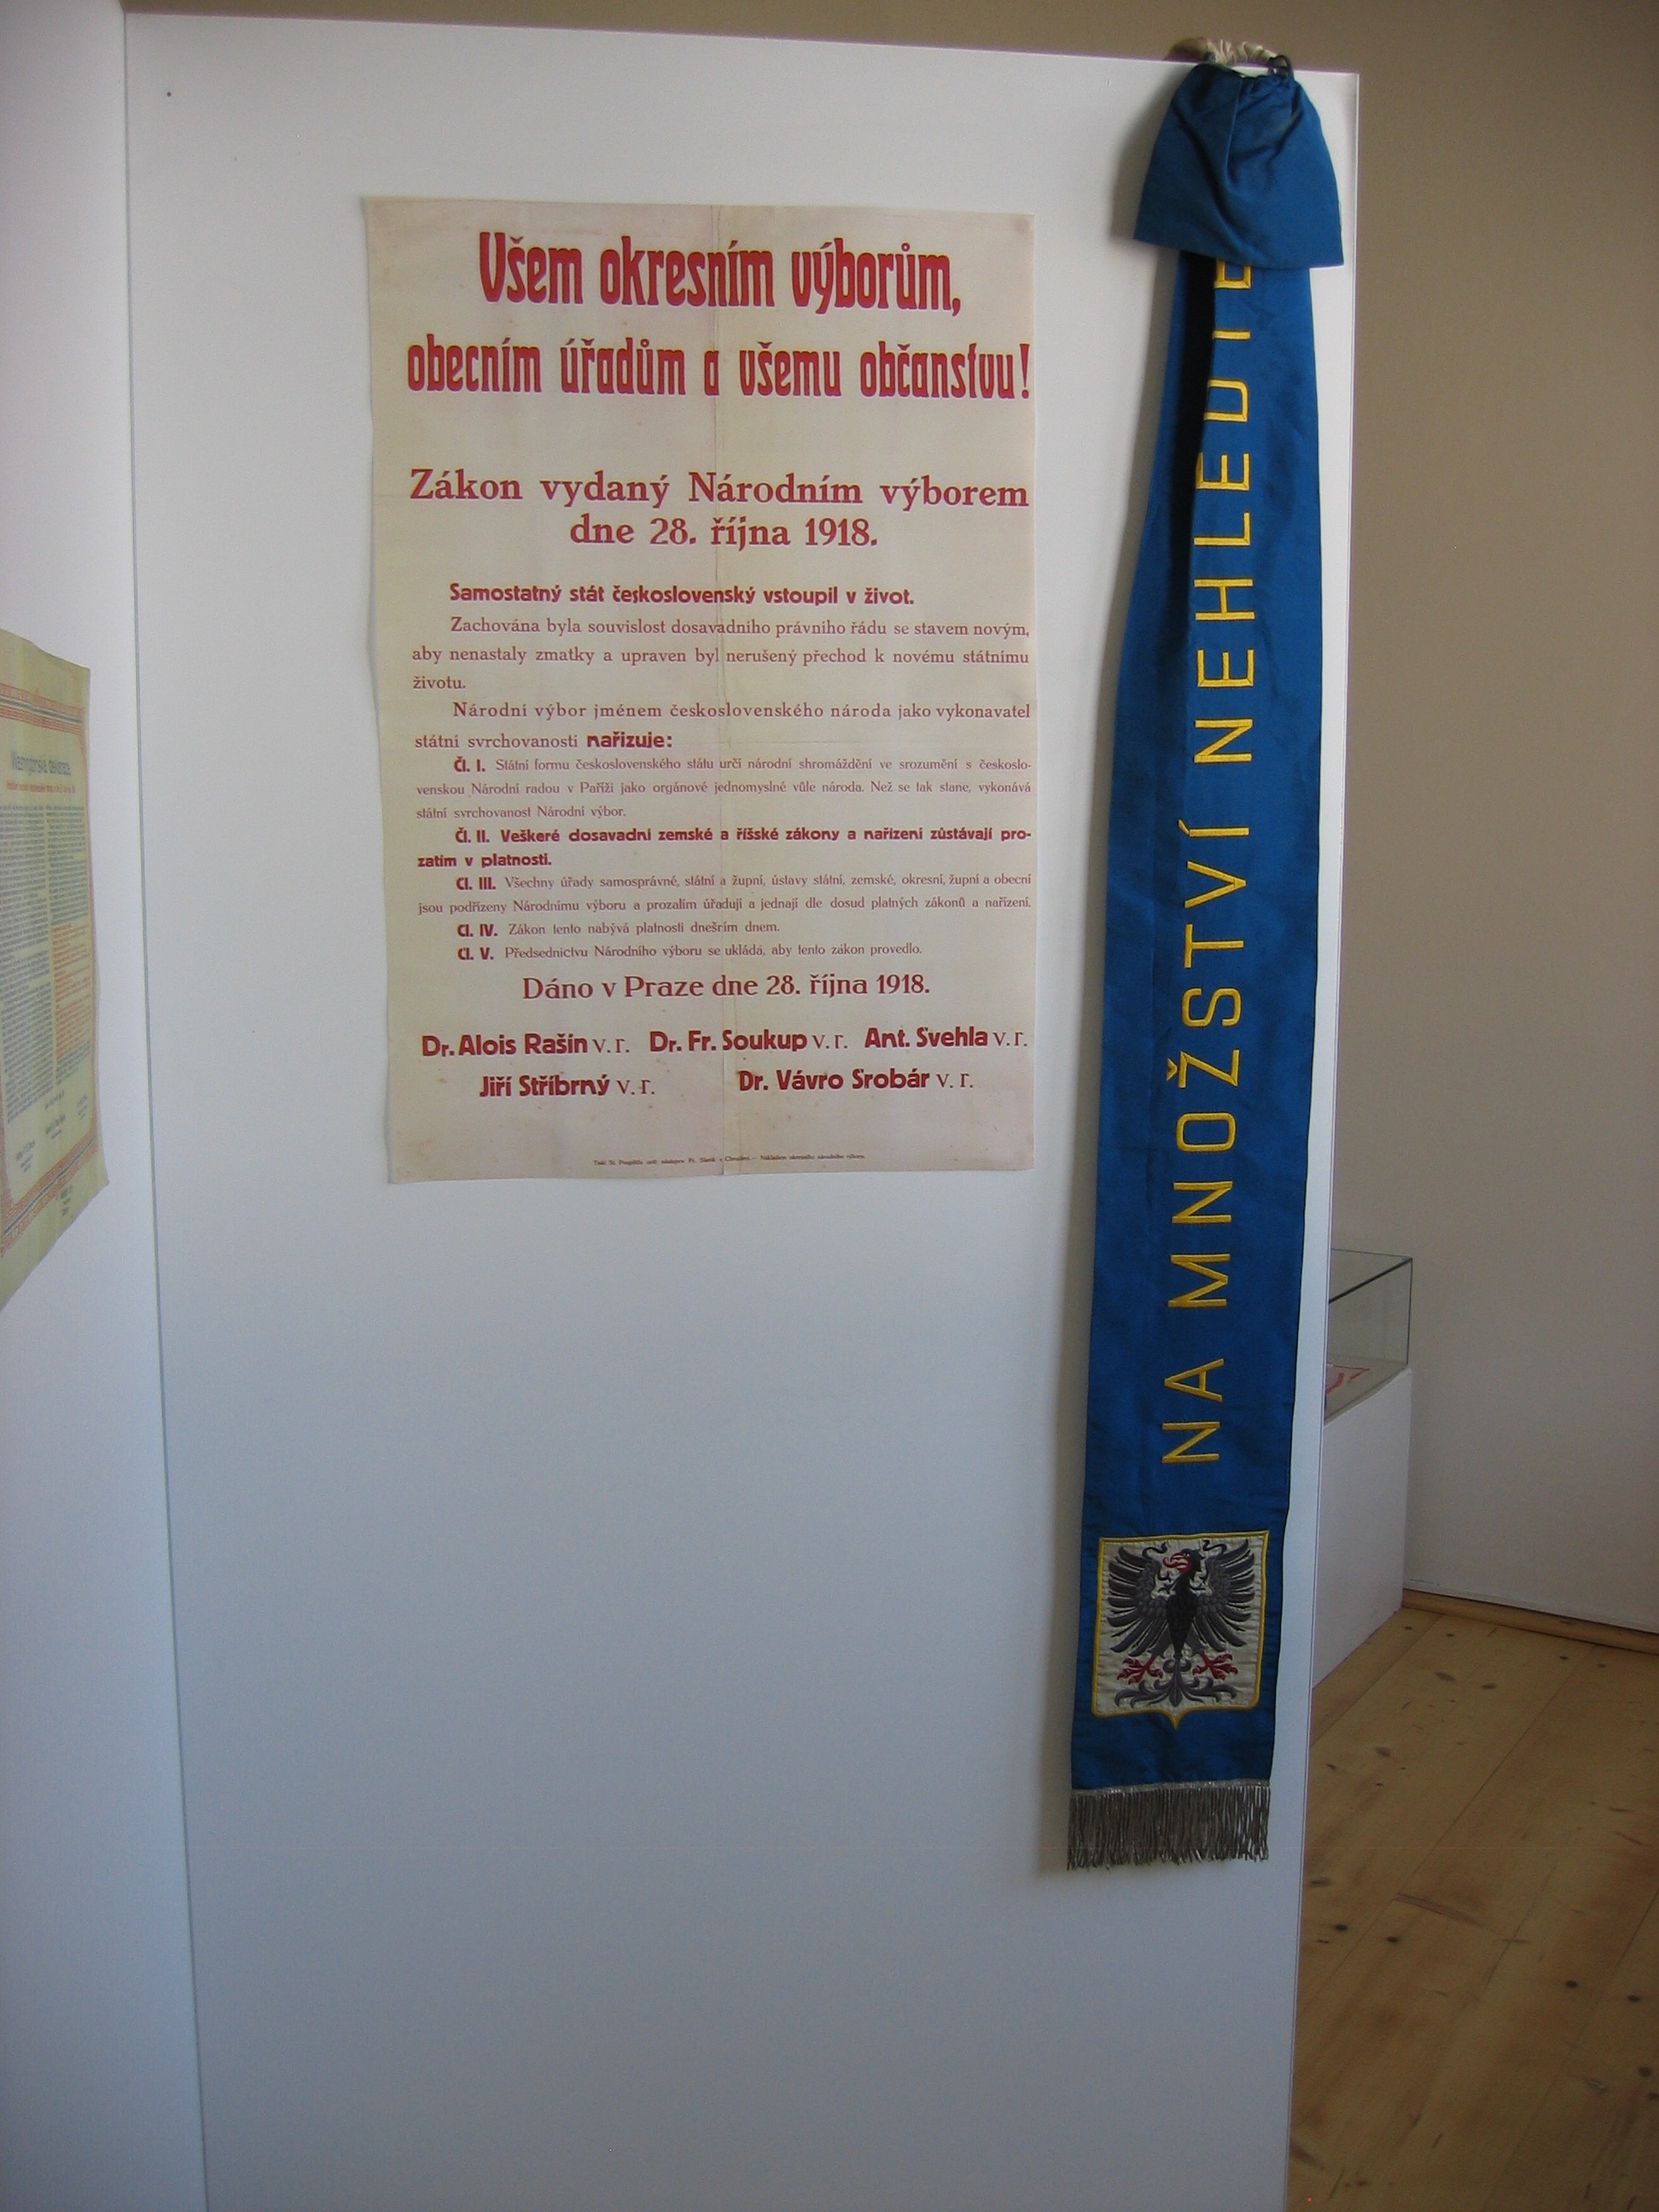 Všem okresním výborům,
obecním úřadům a všemu občanstvu!
Zákon vydaný Národním výborem
dne 28. října 1918.
Samostatný stát československý vstoupil v život.
Zachována byla souvislost dosavadního právního řádu se stavem novým,
aby nenastaly zmatky a upraven byl nerušený přechod k novému státnímu
životu.
Národní výbor jménem československého národa jako vykonavatel
státní svrchovanosti nařizuje:
Čl. I. Státní formu československého státu určí národní shromáždění ve srozumění s česko­slo-
venskou Národní radou v Paříži jako orgánové jednomyslné vůle národa. Než se tak stane, vykonává
státní svrchovanost Národní výbor.
Čl. II. Veškeré dosavadní zemské a říšské zákony a nařízení zůstávají pro-
zatím v platnosti.
Cl. III. Všechny úřady samosprávné, státní a župní, ústavy státní, zemské, okresní, župní a obecní
jsou podřízeny Národnímu výboru a prozatím úřadují a jednají dle dosud platných zákonů a nařízení.
Cl. IV. Zákon tento nabývá platnosti dnešním dnem.
Cl. V. Předsednictvu Národního výboru se ukládá, aby tento zákon provedlo.
Dáno v Praze dne 28. října 1918.
Dr. Alois Rašín v. r. Dr. Fr. Soukup v. r. Ant. Švehla v. r.
Jiří Stříbrný v. r. Dr. Vávro Šrobár v. r.
NA MNOŽSTVÍ NEHLEĎTE